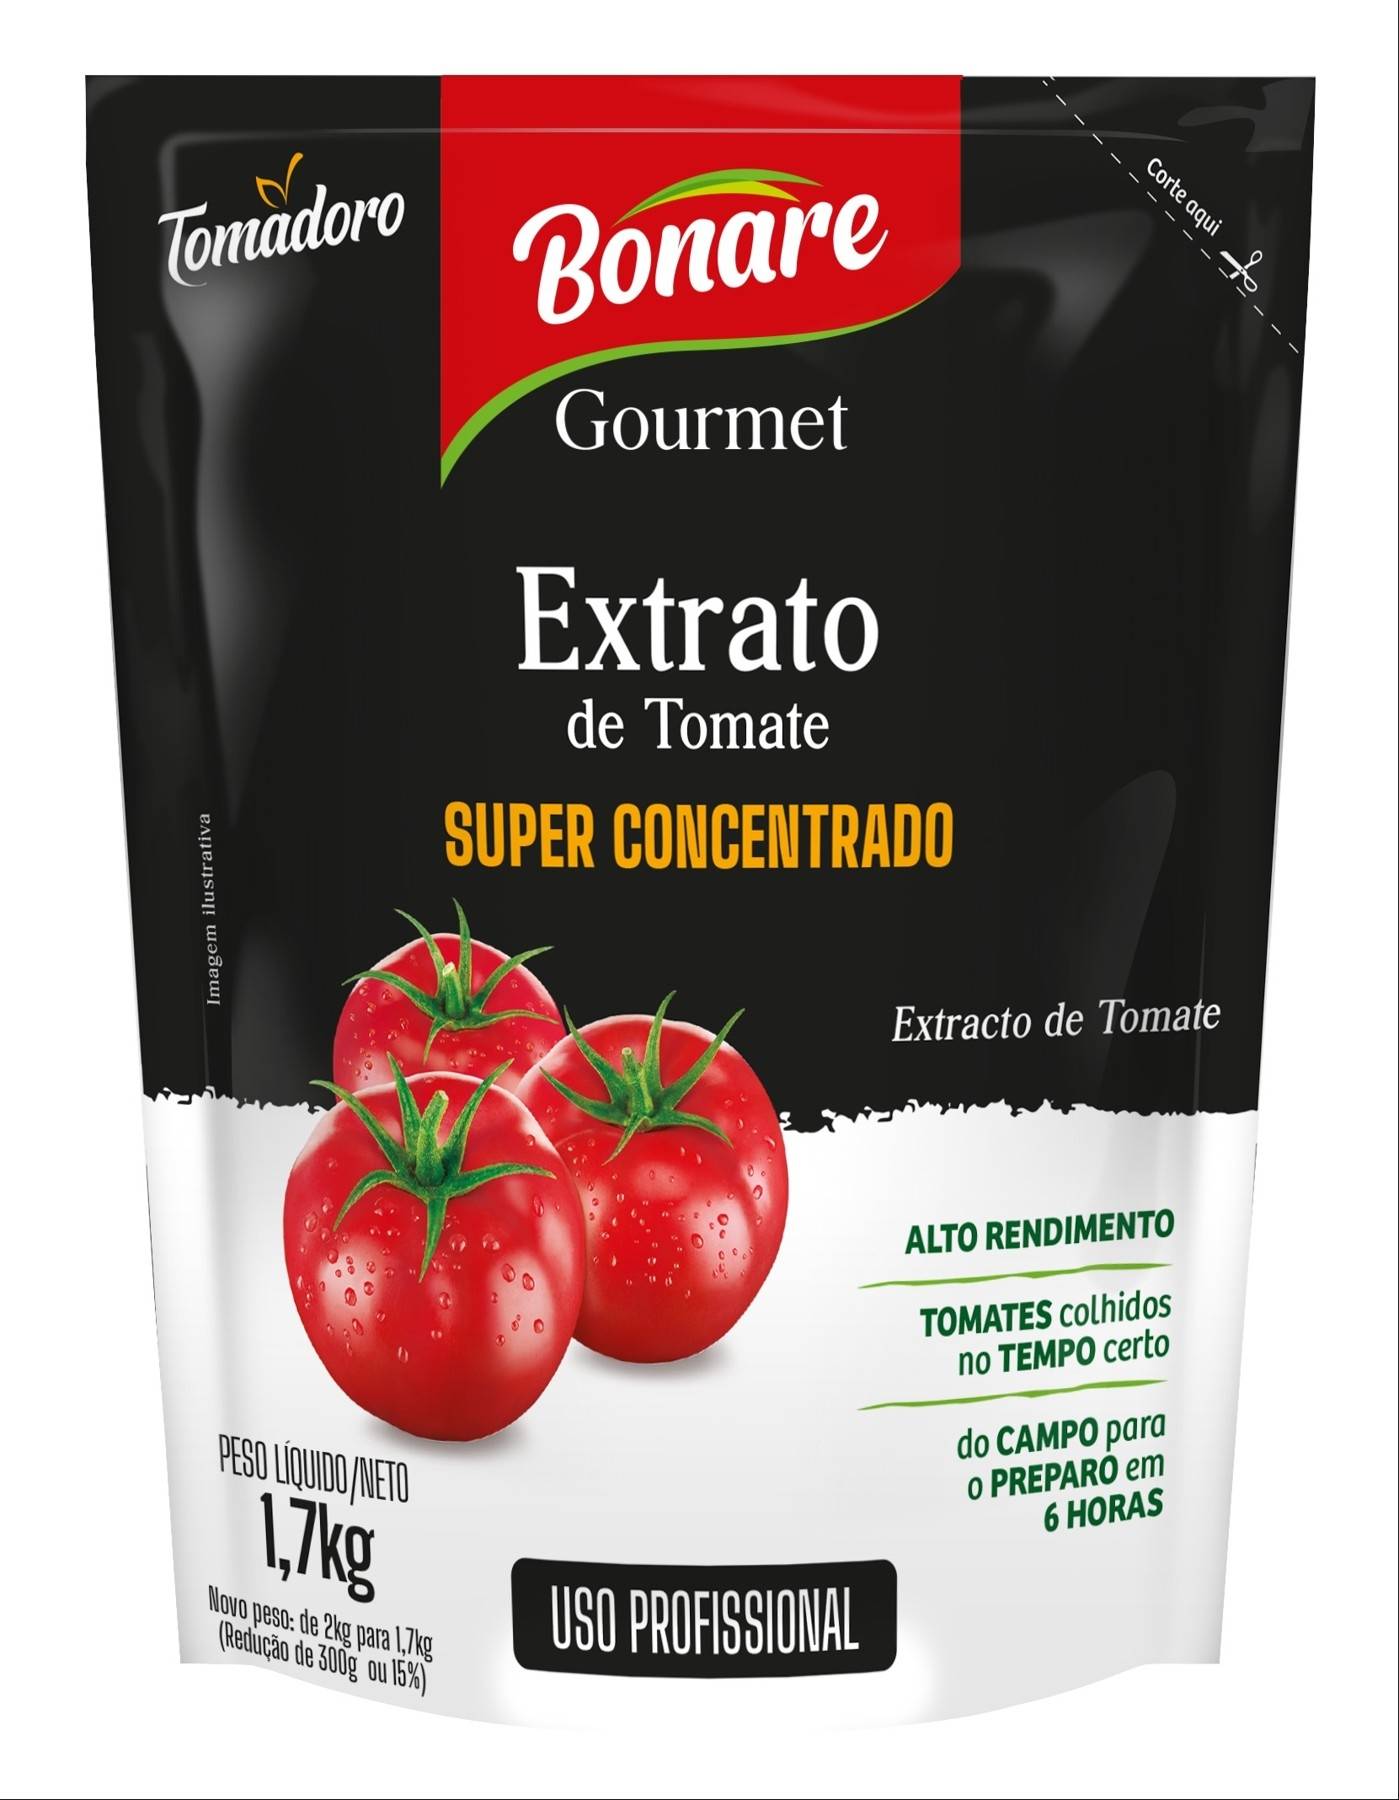 Tomadoro
Bonare
Corte aqui
Gourmet
Extrato
de Tomate
SUPER CONCENTRADO
Imagem ilustrativa
Extracto de Tomate
ALTO RENDIMENTO
TOMATES colhidos
no TEMPO certo
do CAMPO para
o PREPARO em
6 HORAS
PESO LÍQUIDO/NETO
1,7kg
Novo peso: de 2kg para 1,7kg
(Redução de 300g ou 15%)
USO PROFISSIONAL